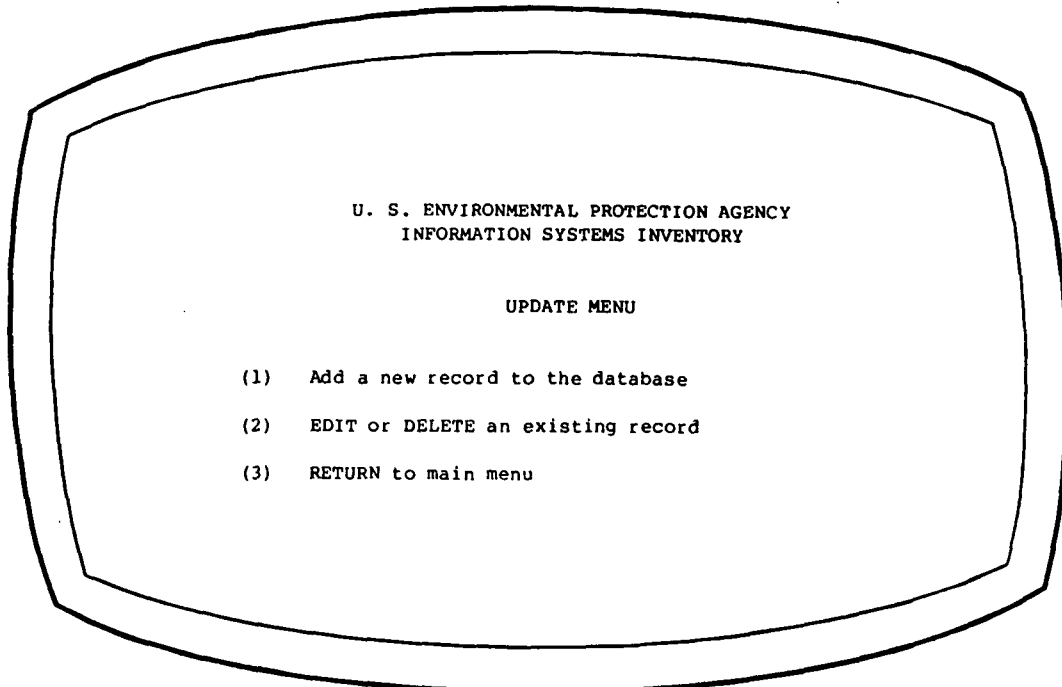 U. S. ENVIRONMENTAL PROTECTION AGENCY
INFORMATION SYSTEMS INVENTORY
UPDATE MENU
(1) Add a new record to the database
(2) EDIT or DELETE an existing record
(3) RETURN to main menu